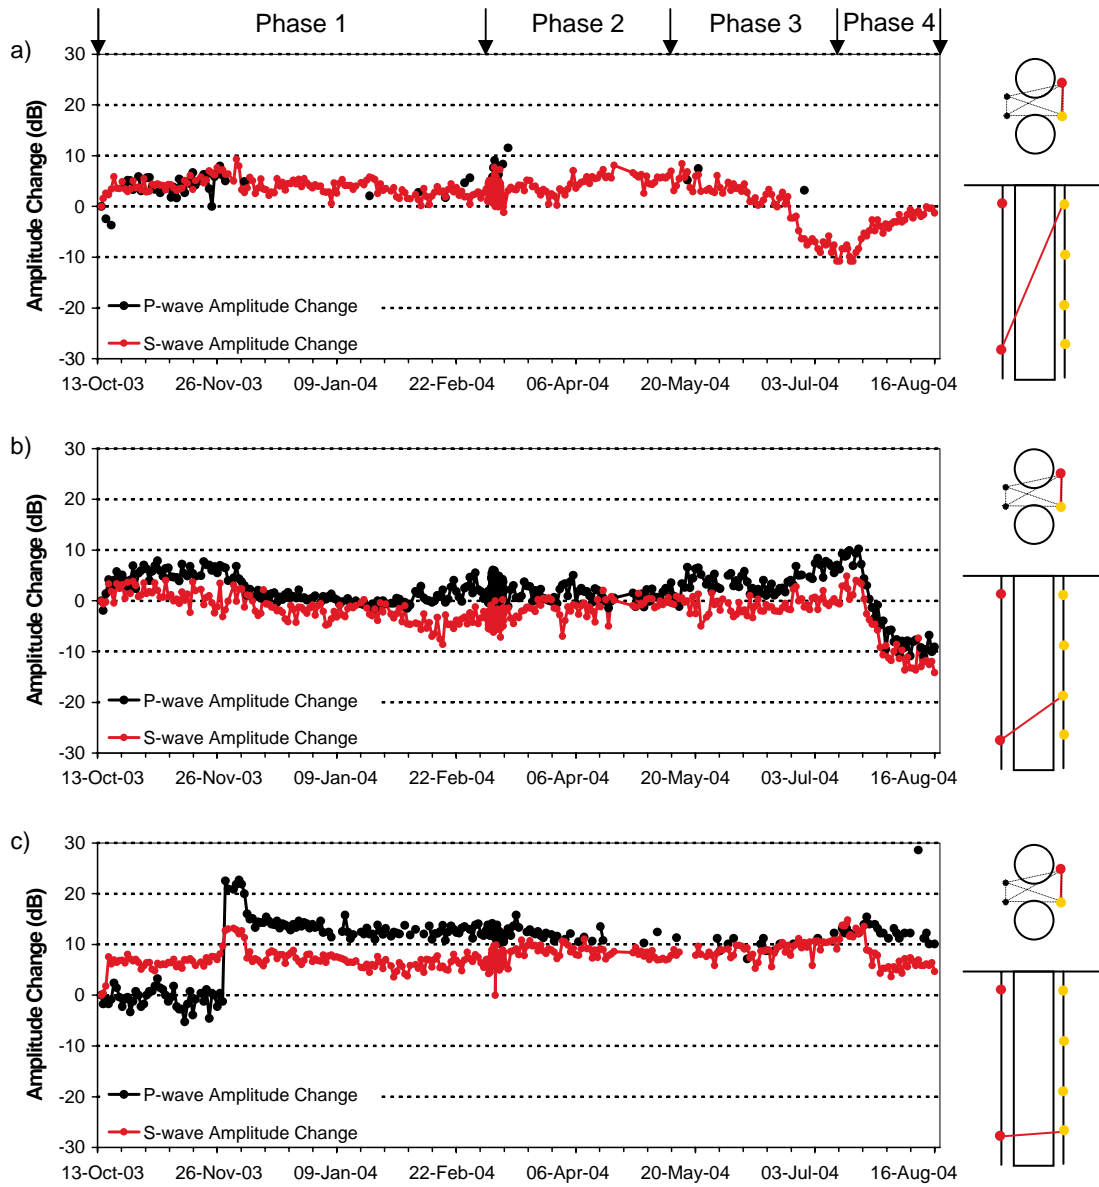 Phase 1 Phase 2 Phase 3 Phase 4
a)
Amplitude Change (dB)
30
20
10
0
-10
-20
-30
P-wave Amplitude Change
S-wave Amplitude Change
13-Oct-03 26-Nov-03 09-Jan-04 22-Feb-04 06-Apr-04 20-May-04 03-Jul-04 16-Aug-04
b)
Amplitude Change (dB)
30
20
10
0
-10
-20
-30
P-wave Amplitude Change
S-wave Amplitude Change
13-Oct-03 26-Nov-03 09-Jan-04 22-Feb-04 06-Apr-04 20-May-04 03-Jul-04 16-Aug-04
c)
Amplitude Change (dB)
30
20
10
0
-10
-20
-30
P-wave Amplitude Change
S-wave Amplitude Change
13-Oct-03 26-Nov-03 09-Jan-04 22-Feb-04 06-Apr-04 20-May-04 03-Jul-04 16-Aug-04